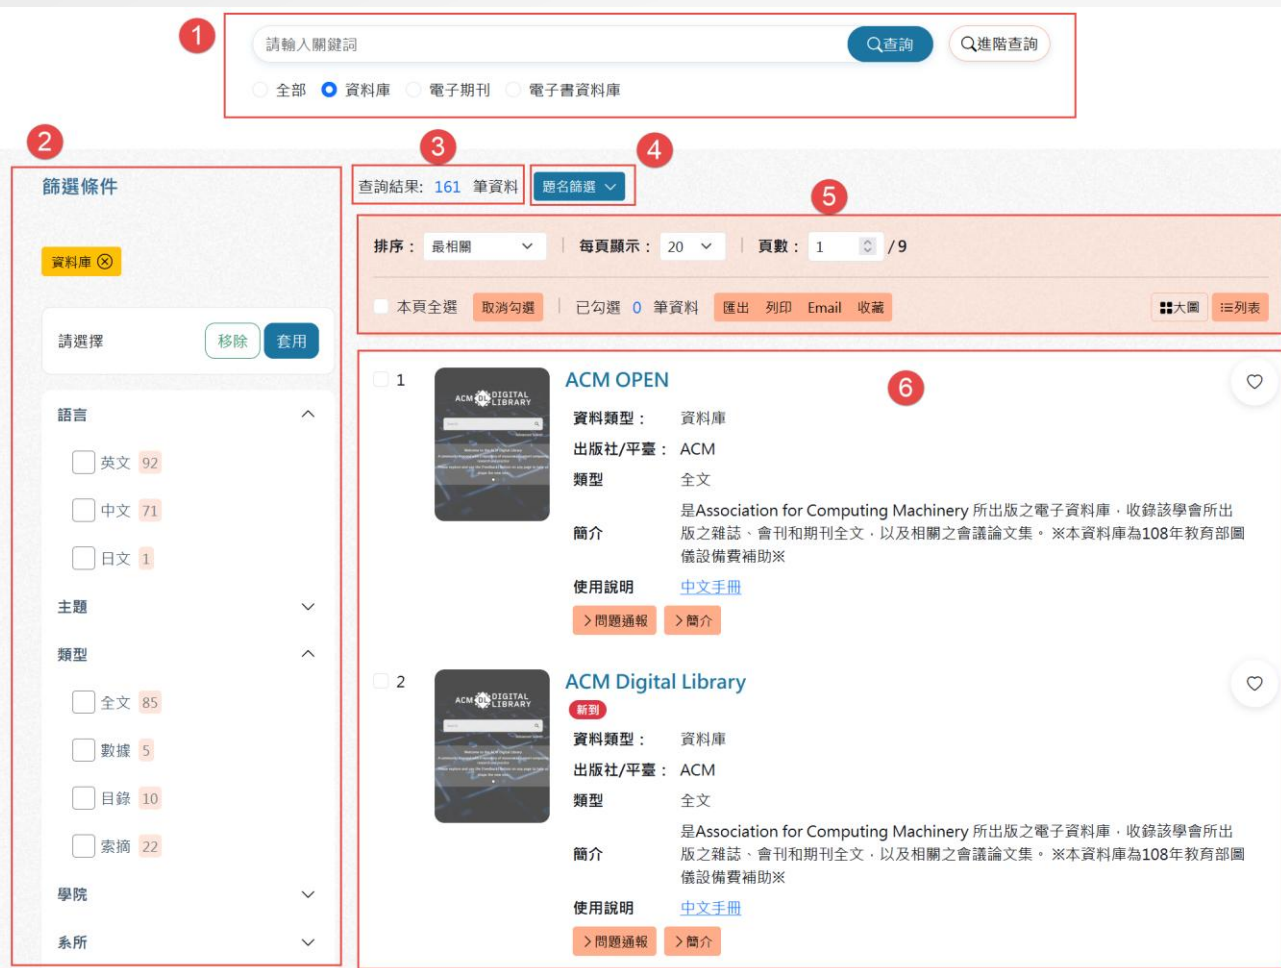 1
請輸入關鍵詞
查詢
進階查詢
全部 資料庫 電子期刊 電子書資料庫
2
篩選條件
資料庫
請選擇 移除 套用
語言
英文 92
中文 71
日文 1
主題
類型
全文 85
數據 5
目錄 10
索摘 22
學院
系所
3
查詢結果: 161 筆資料
4
題名篩選
5
排序： 最相關 每頁顯示： 20 頁數： 1 / 9
本頁全選 取消勾選 已勾選 0 筆資料 匯出 列印 Email 收藏 大圖 列表
6
1
ACM DL DIGITAL
LIBRARY
ACM OPEN
資料類型： 資料庫
出版社/平臺： ACM
類型 全文
簡介 是Association for Computing Machinery 所出版之電子資料庫，收錄該學會所出
版之雜誌、會刊和期刊全文，以及相關之會議論文集。 ※本資料庫為108年教育部圖
儀設備費補助※
使用說明 中文手冊
問題通報 簡介
2
ACM DL DIGITAL
LIBRARY
ACM Digital Library
新到
資料類型： 資料庫
出版社/平臺： ACM
類型 全文
簡介 是Association for Computing Machinery 所出版之電子資料庫，收錄該學會所出
版之雜誌、會刊和期刊全文，以及相關之會議論文集。 ※本資料庫為108年教育部圖
儀設備費補助※
使用說明 中文手冊
問題通報 簡介